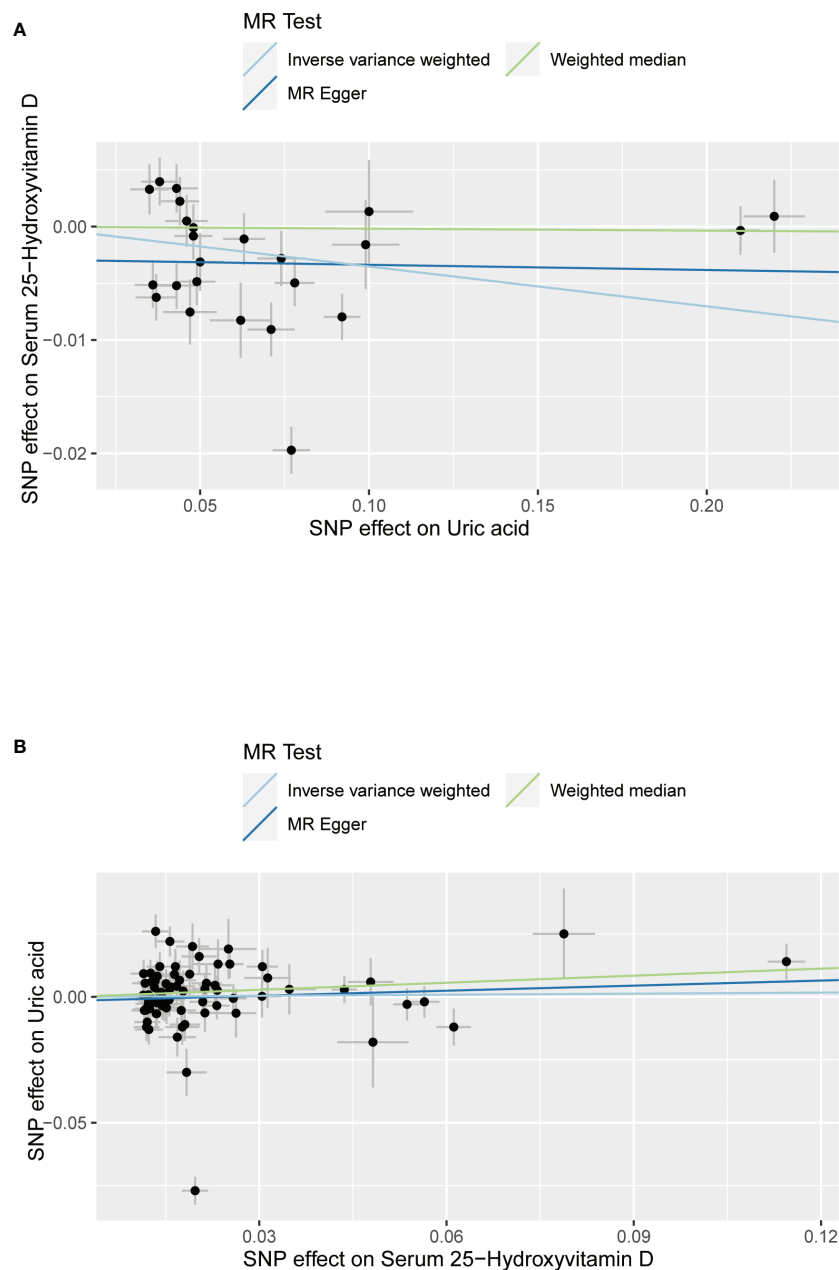 A
MR Test
Inverse variance weighted
Weighted median
MR Egger
SNP effect on Serum 25−Hydroxyvitamin D
0.00
−0.01
−0.02
0.05
0.10
0.15
0.20
SNP effect on Uric acid
B
MR Test
Inverse variance weighted
Weighted median
MR Egger
SNP effect on Uric acid
0.00
−0.05
0.03
0.06
0.09
0.12
SNP effect on Serum 25−Hydroxyvitamin D